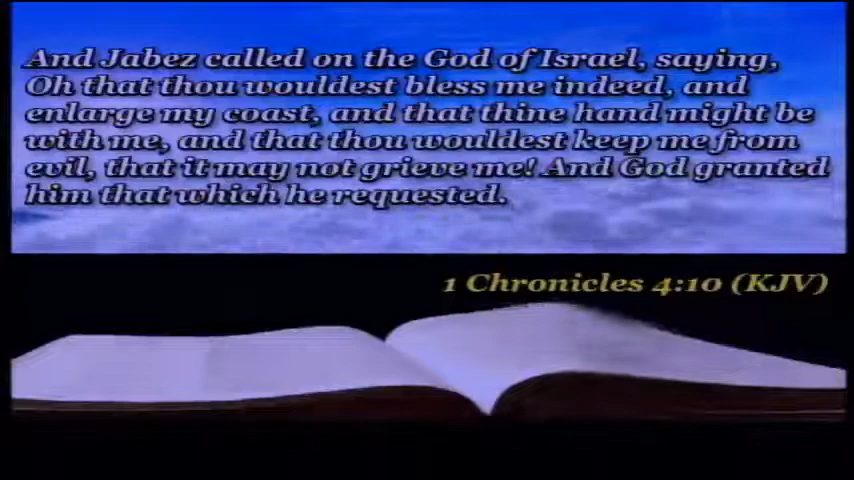 And Jabez called on the God of Israel, saying,
Oh that thou wouldest bless me indeed, and
enlarge my coast, and that thine hand might be
with me, and that thou wouldest keep me from
evil, that it may not grieve me! And God granted
him that which he requested.
1 Chronicles 4:10 (KJV)